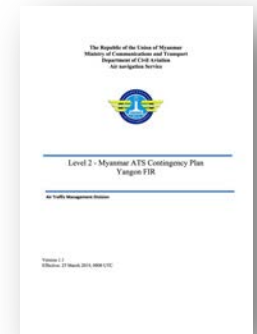 The Republic of the Union of Myanmar
Ministry of Communications and Transport
Department of Civil Aviation
Air navigation Service
Level 2 - Myanmar ATS Contingency Plan
Yangon FIR
Air Traffic Management Division
Version 1.1
Effective: 25 March 2019, 0000 UTC